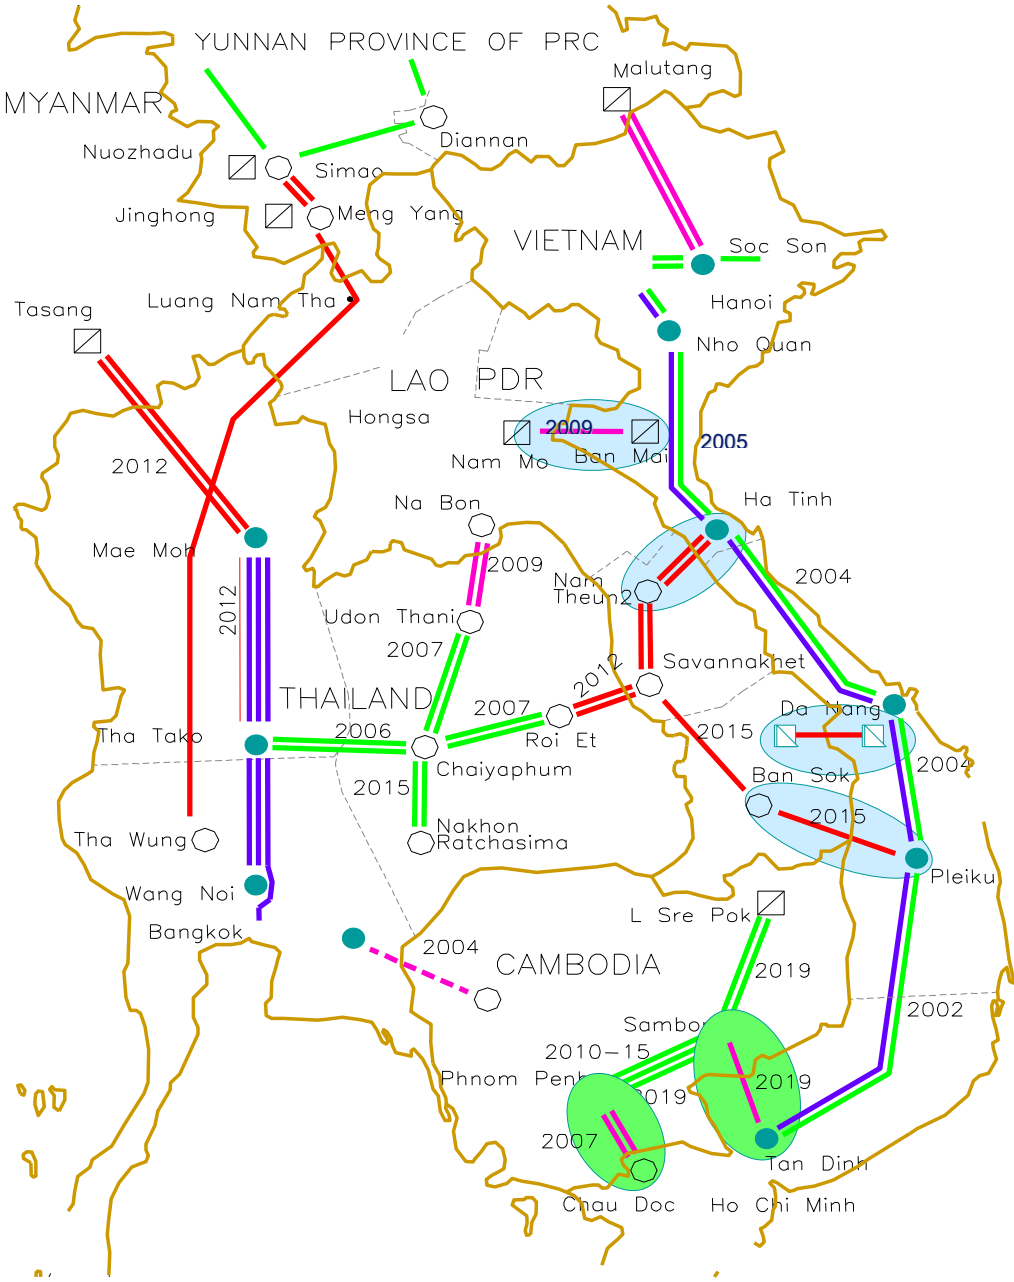 YUNNAN PROVINCE OF PRC
Malutang
MYANMAR
Diannan
Nuozhadu
Simao
Jinghong
Meng Yang
VIETNAM
Soc Son
Luang Nam Tha
Hanoi
Tasang
Nho Quan
LAO PDR
Hongsa
2009
2005
2012
Nam Mo
Ban Mai
Na Bon
Ha Tinh
Mae Moh
2009
Nam
Theun2
2004
2012
Udon Thani
2007
Savannakhet
2012
THAILAND
2007
Da Nang
Tha Tako
2006
Roi Et
2015
2004
Chaiyaphum
Ban Sok
2015
2015
Nakhon
Ratchasima
Tha Wung
Pleiku
Wang Noi
L Sre Pok
Bangkok
2004
CAMBODIA
2019
2002
Sambor
2010-15
Phnom Penh
2019
2019
2007
Tan Dinh
Chau Doc
Ho Chi Minh